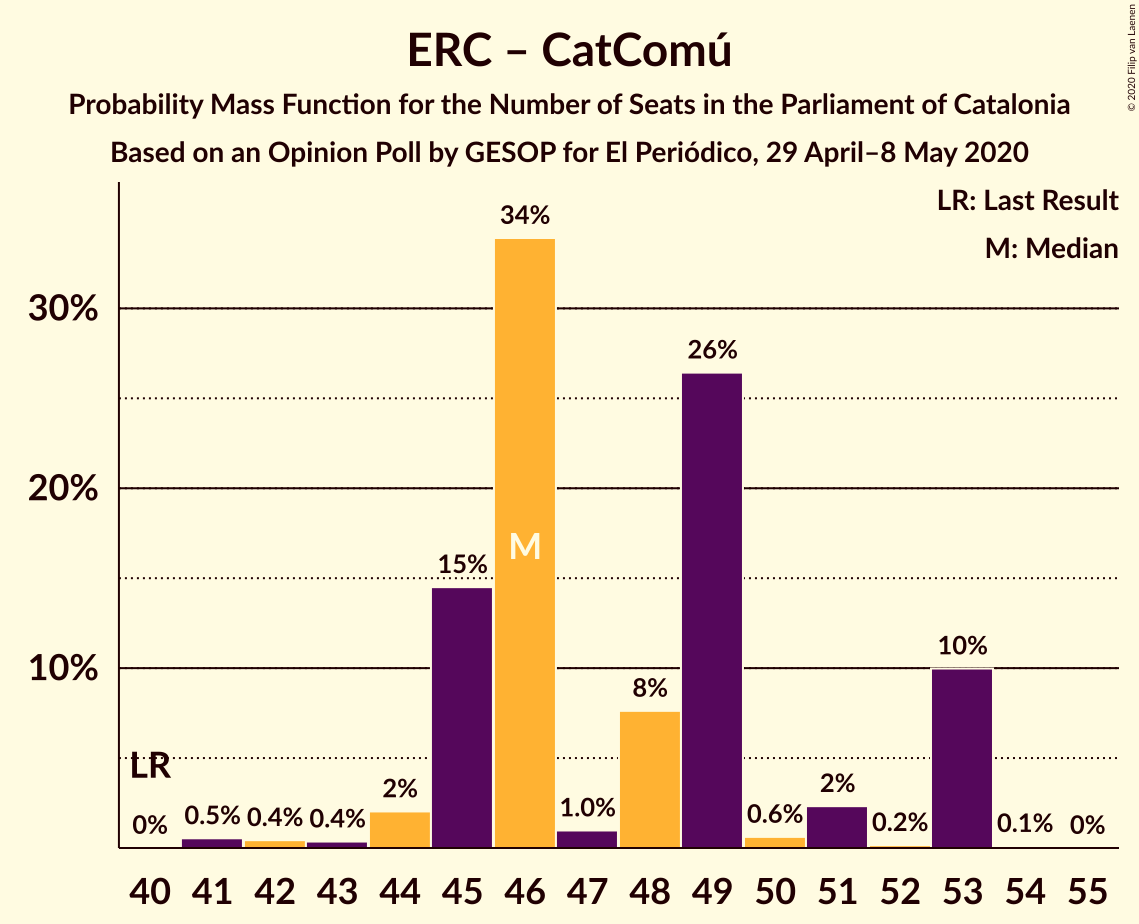 ERC – CatComú
Probability Mass Function for the Number of Seats in the Parliament of Catalonia
Based on an Opinion Poll by GESOP for El Periódico, 29 April–8 May 2020
© 2020 Filip van Laenen
LR: Last Result
M: Median
30%
20%
10%
LR
0%
0.5%
0.4%
0.4%
2%
15%
34%
M
1.0%
8%
26%
0.6%
2%
0.2%
10%
0.1%
0%
40 41 42 43 44 45 46 47 48 49 50 51 52 53 54 55